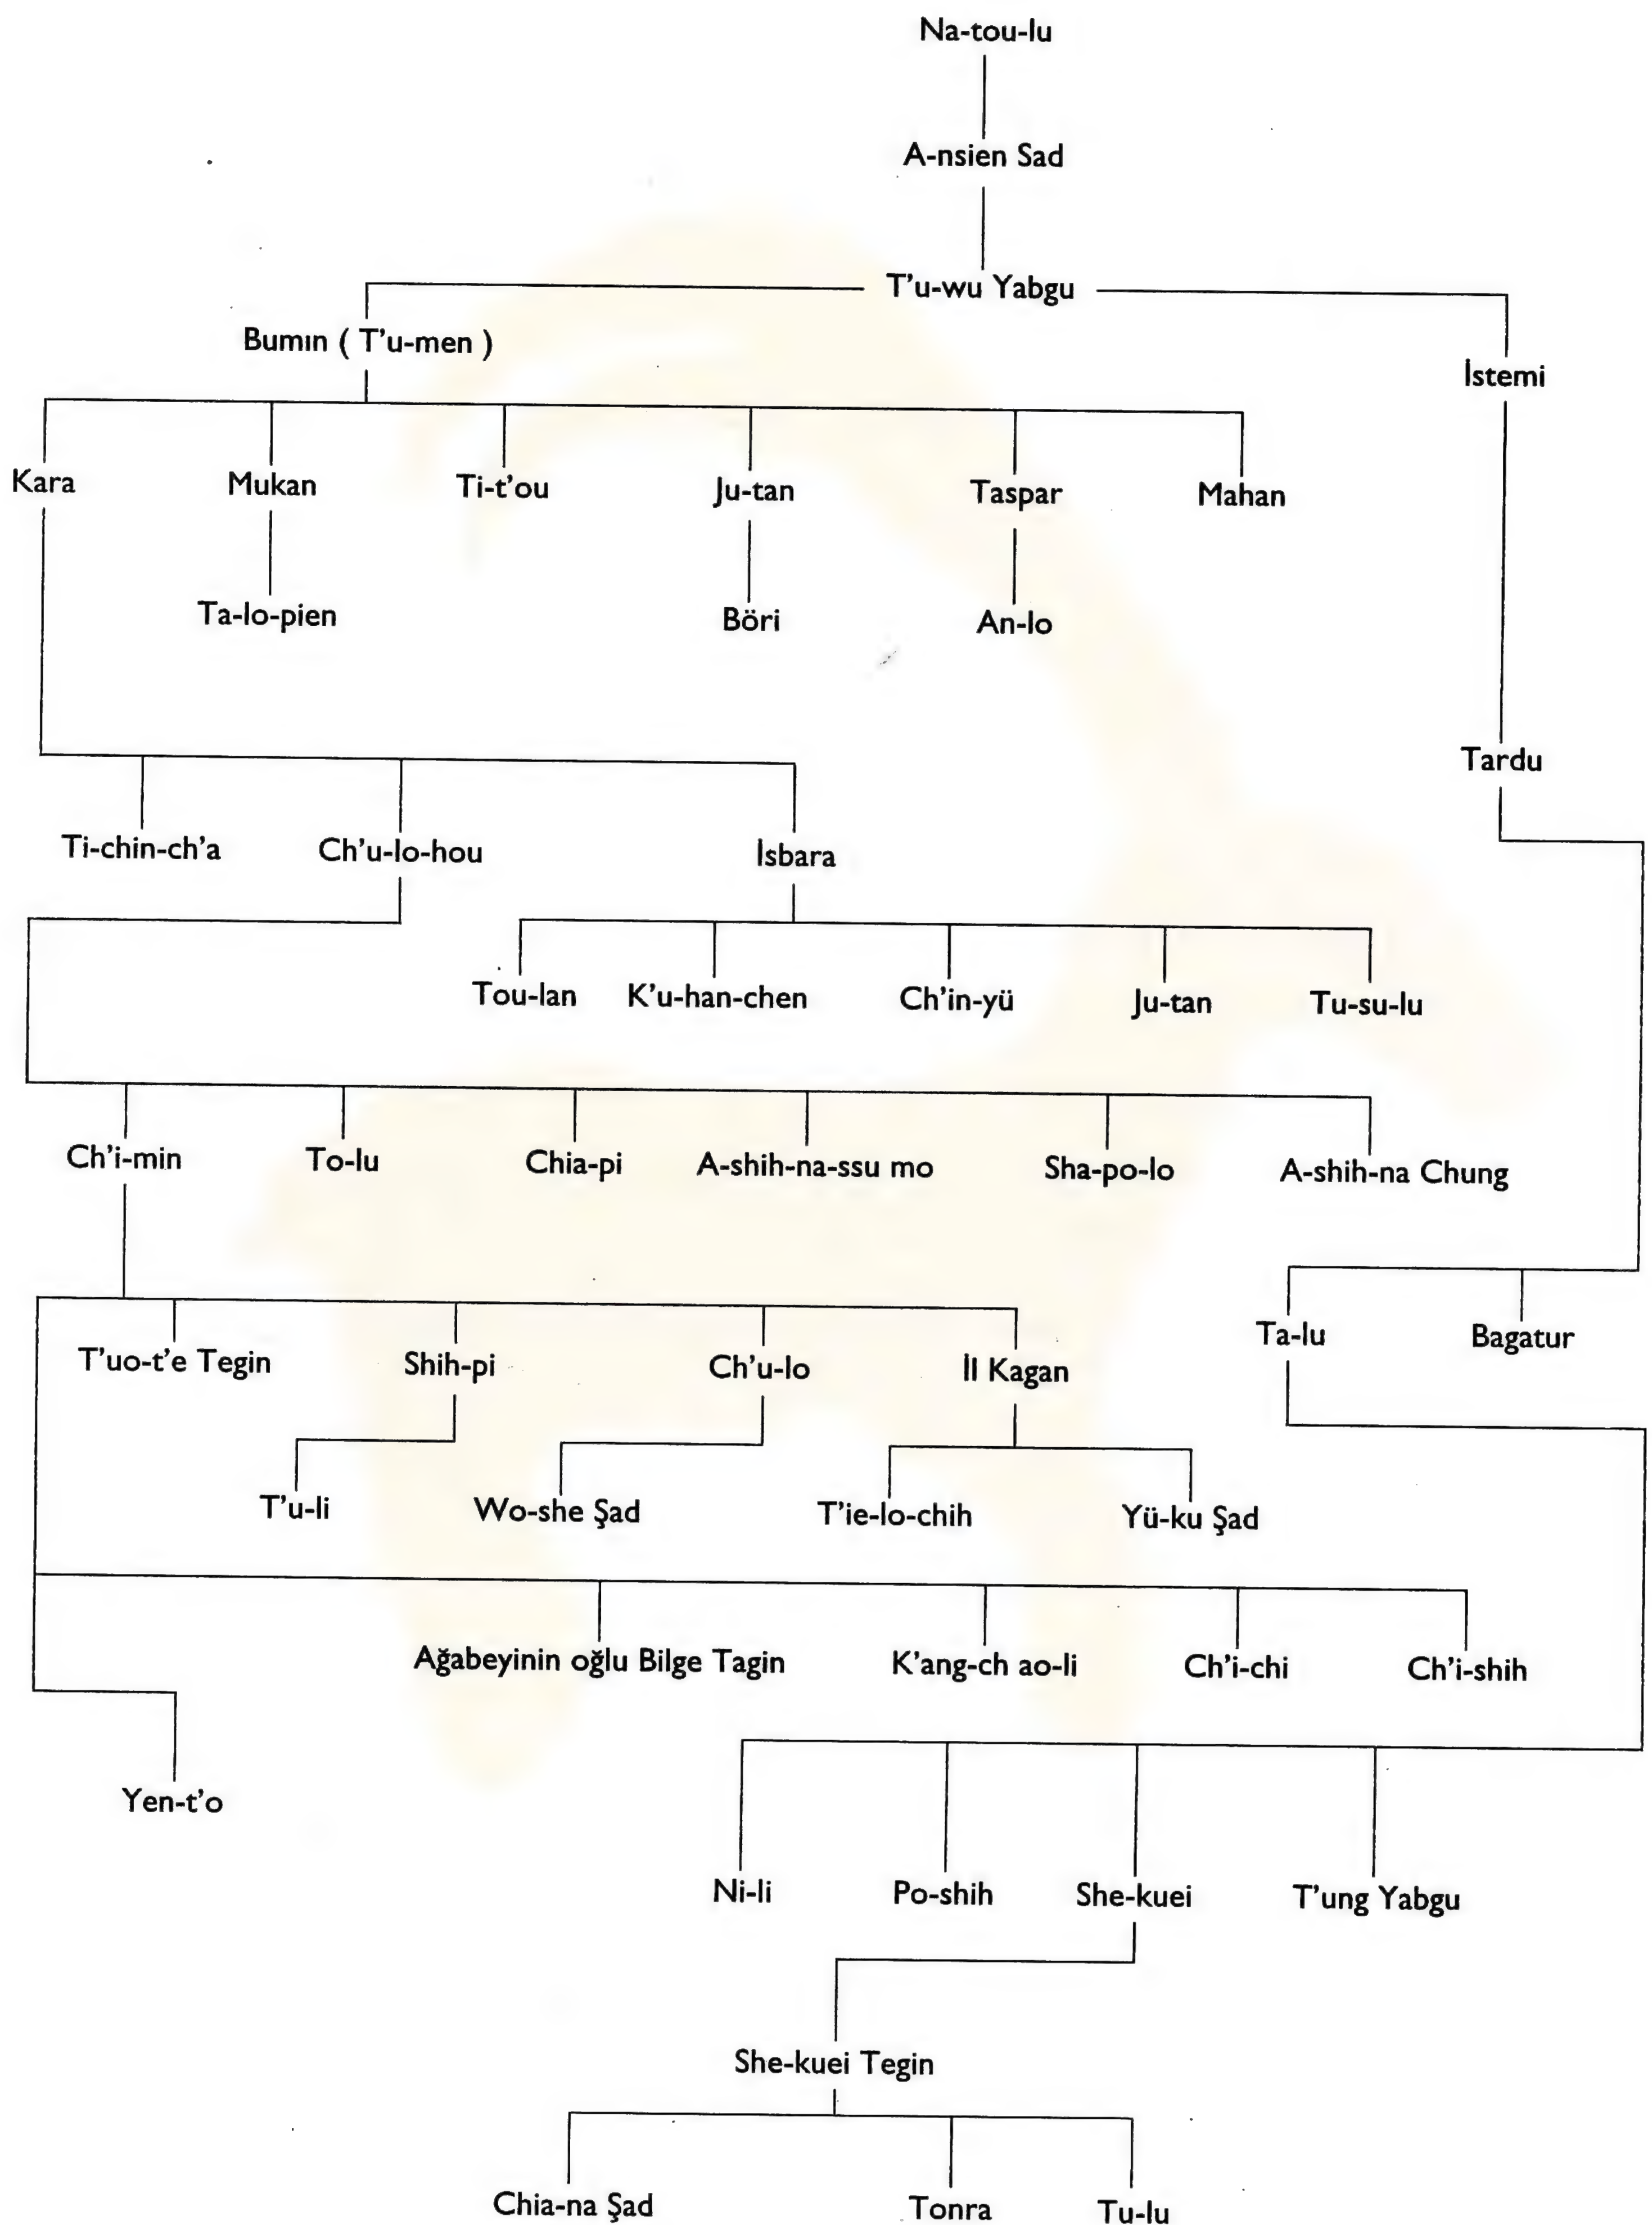 Na-tou-lu
A-nsien Sad
T'u-wu Yabgu
Bumın ( T'u-men )
İstemi
Kara
Mukan
Ti-t'ou
Ju-tan
Taspar
Mahan
Ta-lo-pien
Böri
An-lo
Tardu
Ti-chin-ch'a
Ch'u-lo-hou
İsbara
Tou-lan
K'u-han-chen
Ch'in-yü
Ju-tan
Tu-su-lu
Ch'i-min
To-lu
Chia-pi
A-shih-na-ssu mo
Sha-po-lo
A-shih-na Chung
Ta-lu
Bagatur
T'uo-t'e Tegin
Shih-pi
Ch'u-lo
İl Kagan
T'u-li
Wo-she Şad
T'ie-lo-chih
Yü-ku Şad
Ağabeyinin oğlu Bilge Tagin
K'ang-ch ao-li
Ch'i-chi
Ch'i-shih
Yen-t'o
Ni-li
Po-shih
She-kuei
T'ung Yabgu
She-kuei Tegin
Chia-na Şad
Tonra
Tu-lu